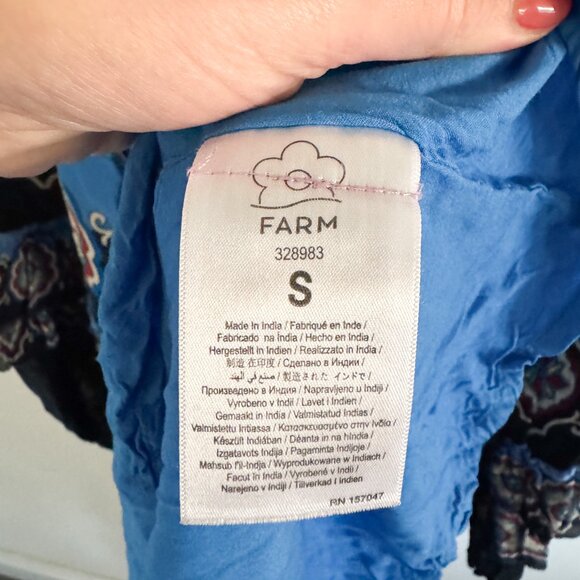 FARM
328983
S
Made in India / Fabriqué en Inde /
Fabricado na Índia / Hecho en India /
Hergestellt in Indien / Realizzato in India /
制造 在印度 / Сделано в Индии /
صنع في الهند / 製造された インドで /
Произведено в Индия / Napravljeno u Indiji /
Vyrobeno v Indii / Lavet i Indien /
Gemaakt in India / Valmistatud Indias /
Valmistettu Intiassa / Κατασκευασμένο στην Ινδία /
Készült Indiában / Déanta in na hIndia /
Izgatavots Indija / Pagaminta Indijoje /
Maħsub fl-Indja / Wyprodukowane w Indiach /
Facut în India / Vyrobené v Indii /
Narejeno v Indiji / Tillverkad i Indien
RN 157047